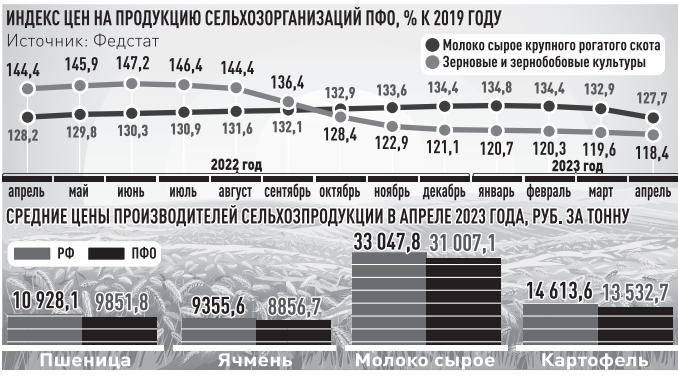 ИНДЕКС ЦЕН НА ПРОДУКЦИЮ СЕЛЬХОЗОРГАНИЗАЦИЙ ПФО, % К 2019 ГОДУ
Источник: Федстат
Молоко сырое крупного рогатого скота
Зерновые и зернобобовые культуры
144,4 145,9 147,2 146,4 144,4 136,4 132,9 133,6 134,4 134,8 134,4 132,9 127,7
128,2 129,8 130,3 130,9 131,6 132,1 128,4 122,9 121,1 120,7 120,3 119,6 118,4
2022 год 2023 год
апрель май июнь июль август сентябрь октябрь ноябрь декабрь январь февраль март апрель
СРЕДНИЕ ЦЕНЫ ПРОИЗВОДИТЕЛЕЙ СЕЛЬХОЗПРОДУКЦИИ В АПРЕЛЕ 2023 ГОДА, РУБ. ЗА ТОННУ
РФ ПФО
10 928,1 9851,8 9355,6 8856,7 33 047,8 31 007,1 14 613,6 13 532,7
Пшеница Ячмень Молоко сырое Картофель